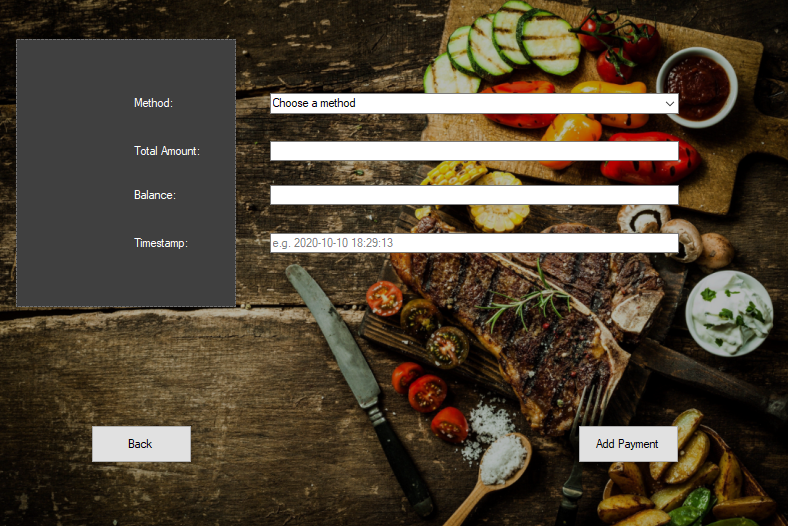 Method:
Choose a method
Total Amount:
Balance:
Timestamp:
e.g. 2020-10-10 18:29:13
Back
Add Payment